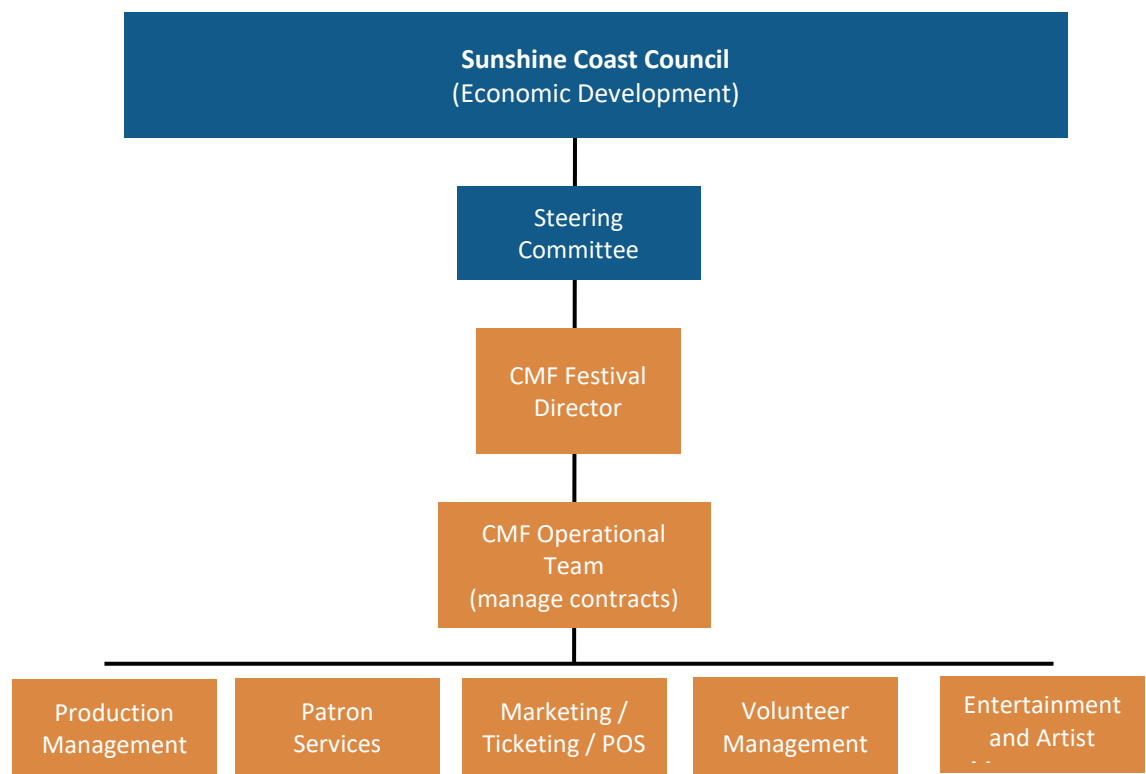 Sunshine Coast Council
(Economic Development)
Steering
Committee
CMF Festival
Director
CMF Operational
Team
(manage contracts)
Production
Management
Patron
Services
Marketing /
Ticketing / POS
Volunteer
Management
Entertainment
and Artist